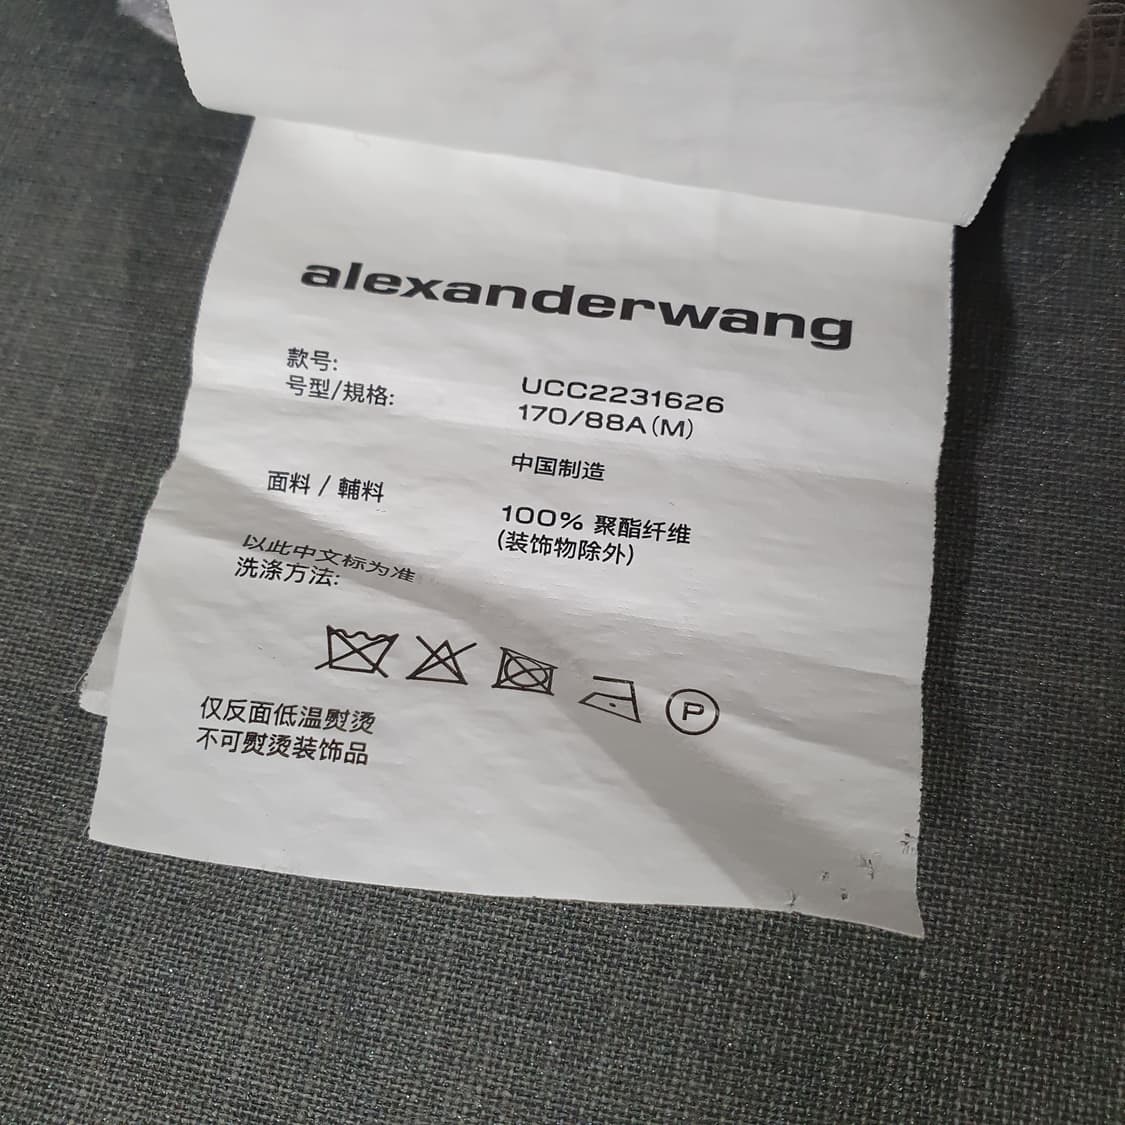 alexanderwang
款号: UCC2231626
号型/規格: 170/88A(M)
中国制造
面料 / 輔料 100% 聚酯纤维
(装饰物除外)
以此中文标为准
洗涤方法:
P
仅反面低温熨烫
不可熨烫装饰品